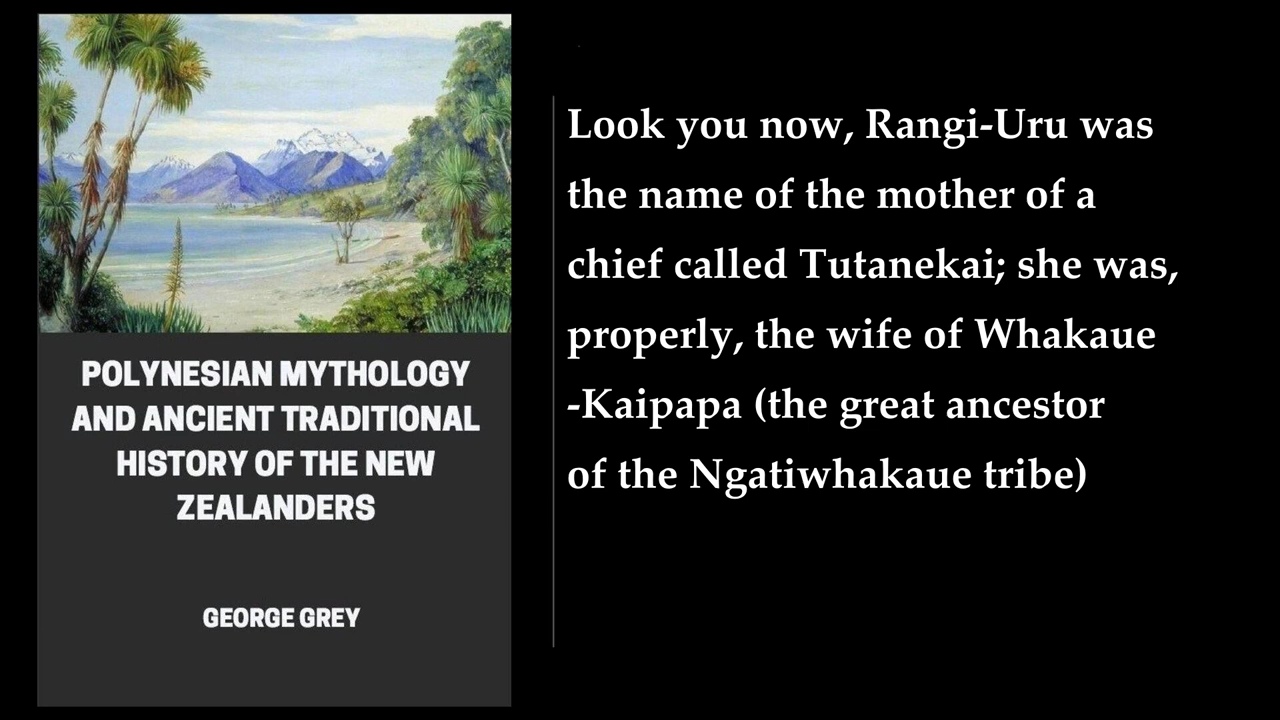 POLYNESIAN MYTHOLOGY
AND ANCIENT TRADITIONAL
HISTORY OF THE NEW
ZEALANDERS
GEORGE GREY
Look you now, Rangi-Uru was
the name of the mother of a
chief called Tutanekai; she was,
properly, the wife of Whakaue
-Kaipapa (the great ancestor
of the Ngatiwhakaue tribe)